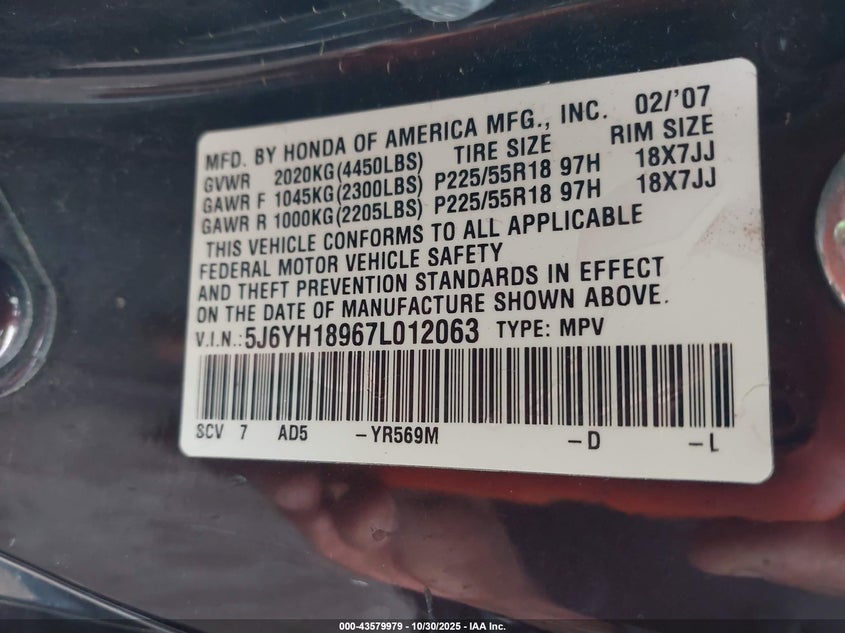 MFD. BY HONDA OF AMERICA MFG., INC. 02/'07
GVWR 2020KG(4450LBS) TIRE SIZE RIM SIZE
GAWR F 1045KG(2300LBS) P225/55R18 97H 18X7JJ
GAWR R 1000KG(2205LBS) P225/55R18 97H 18X7JJ
THIS VEHICLE CONFORMS TO ALL APPLICABLE
FEDERAL MOTOR VEHICLE SAFETY
AND THEFT PREVENTION STANDARDS IN EFFECT
ON THE DATE OF MANUFACTURE SHOWN ABOVE.
V.I.N.:5J6YH18967L012063 TYPE: MPV
SCV 7 AD5 -YR569M -D -L
000-43579979 - 10/30/2025 - IAA Inc.